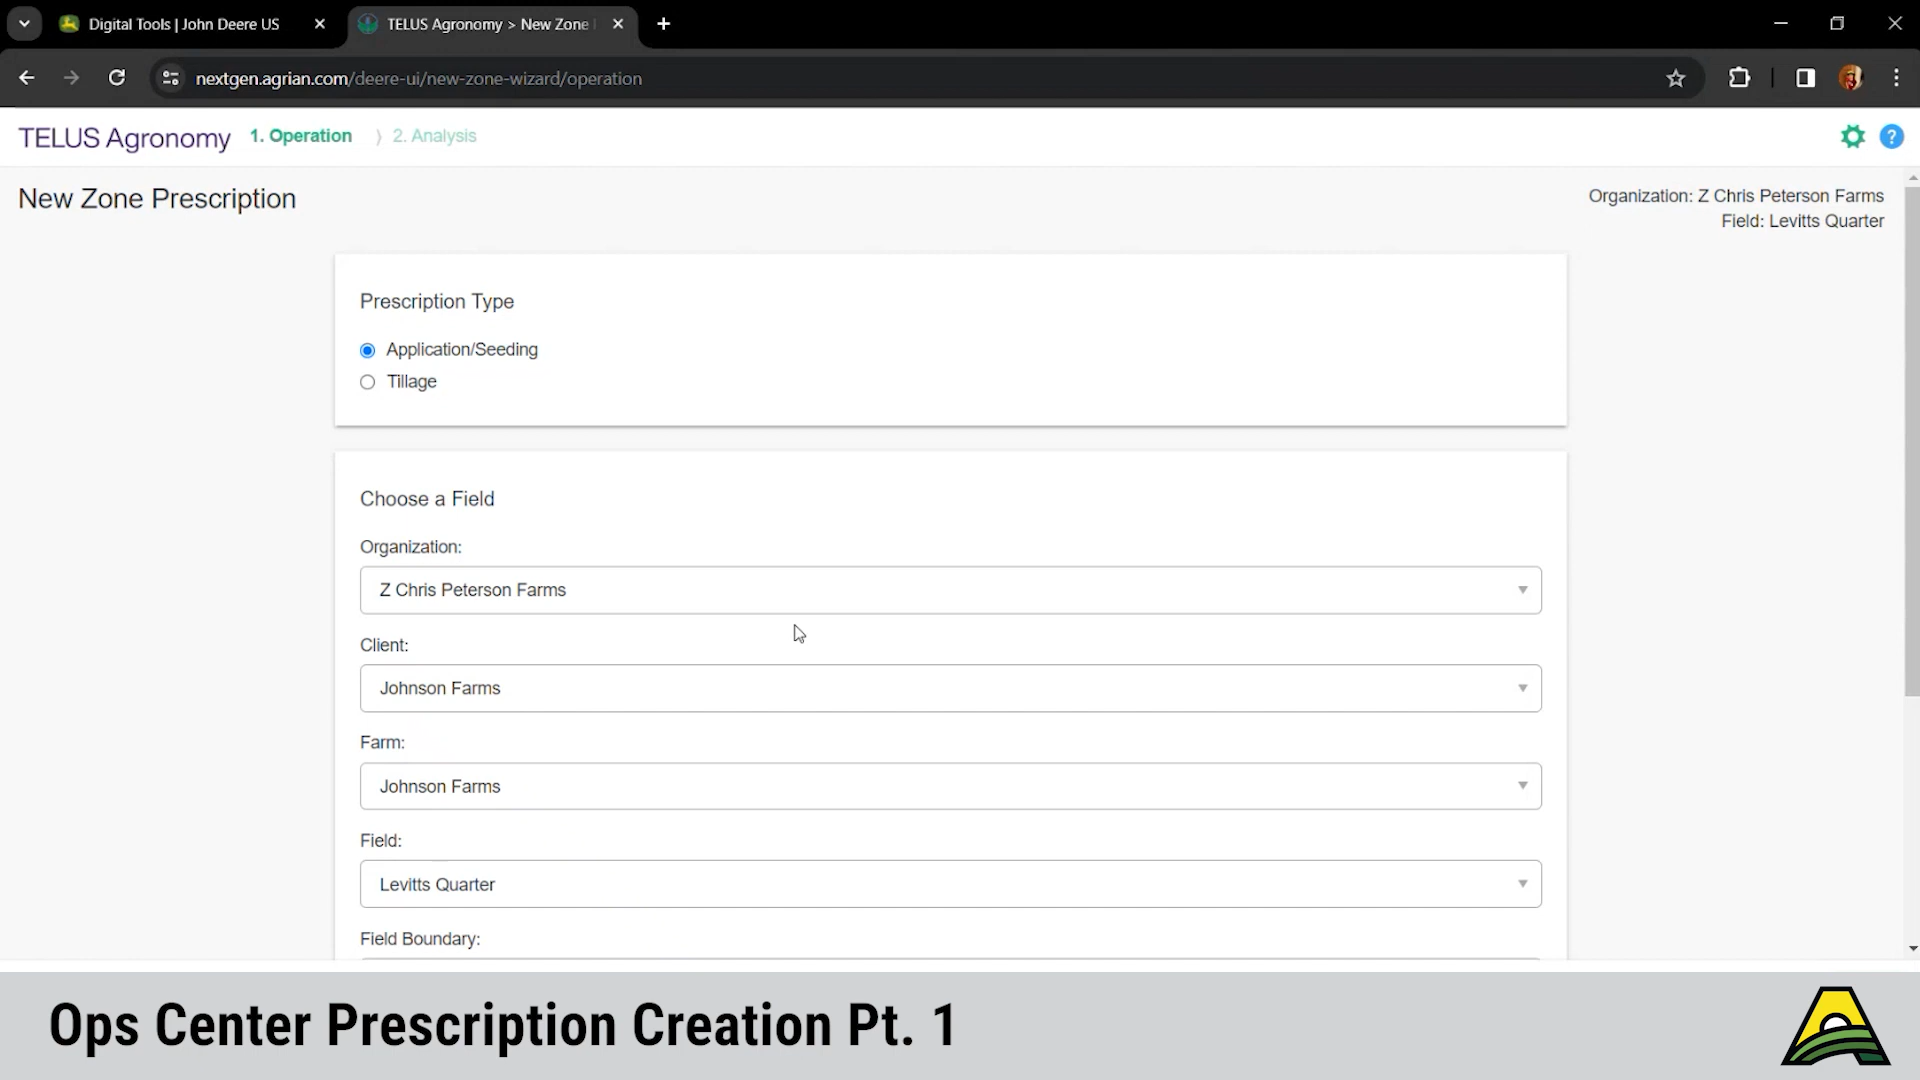 Digital Tools | John Deere US
TELUS Agronomy > New Zone
nextgen.agrian.com/deere-ui/new-zone-wizard/operation
TELUS Agronomy 1. Operation 2. Analysis
?
New Zone Prescription
Organization: Z Chris Peterson Farms
Field: Levitts Quarter
Prescription Type
Application/Seeding
Tillage
Choose a Field
Organization:
Z Chris Peterson Farms
Client:
Johnson Farms
Farm:
Johnson Farms
Field:
Levitts Quarter
Field Boundary:
Ops Center Prescription Creation Pt. 1